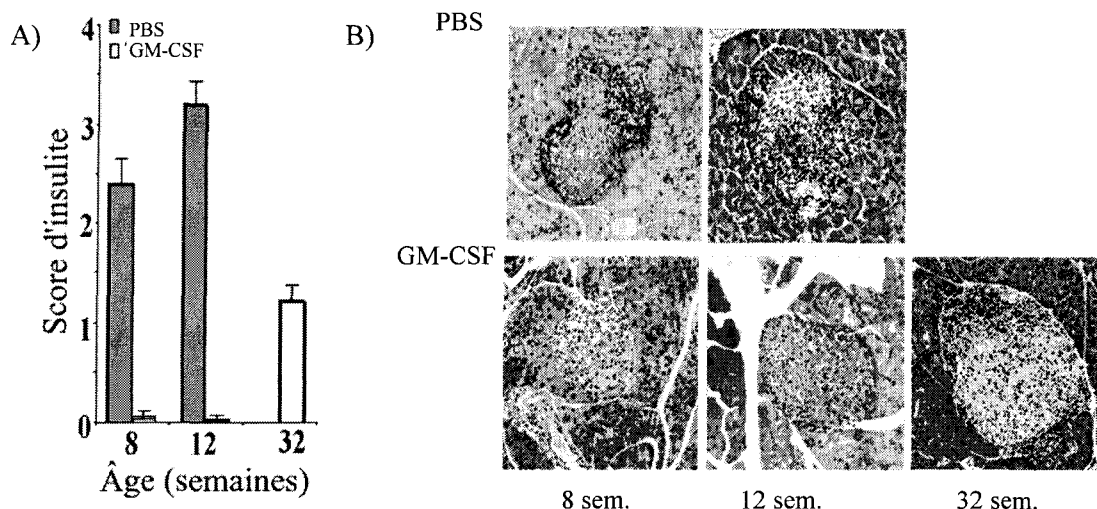 A)
PBS
GM-CSF
Score d'insulite
4
3
2
1
0
8 12 32
Âge (semaines)
B)
PBS
GM-CSF
8 sem. 12 sem. 32 sem.